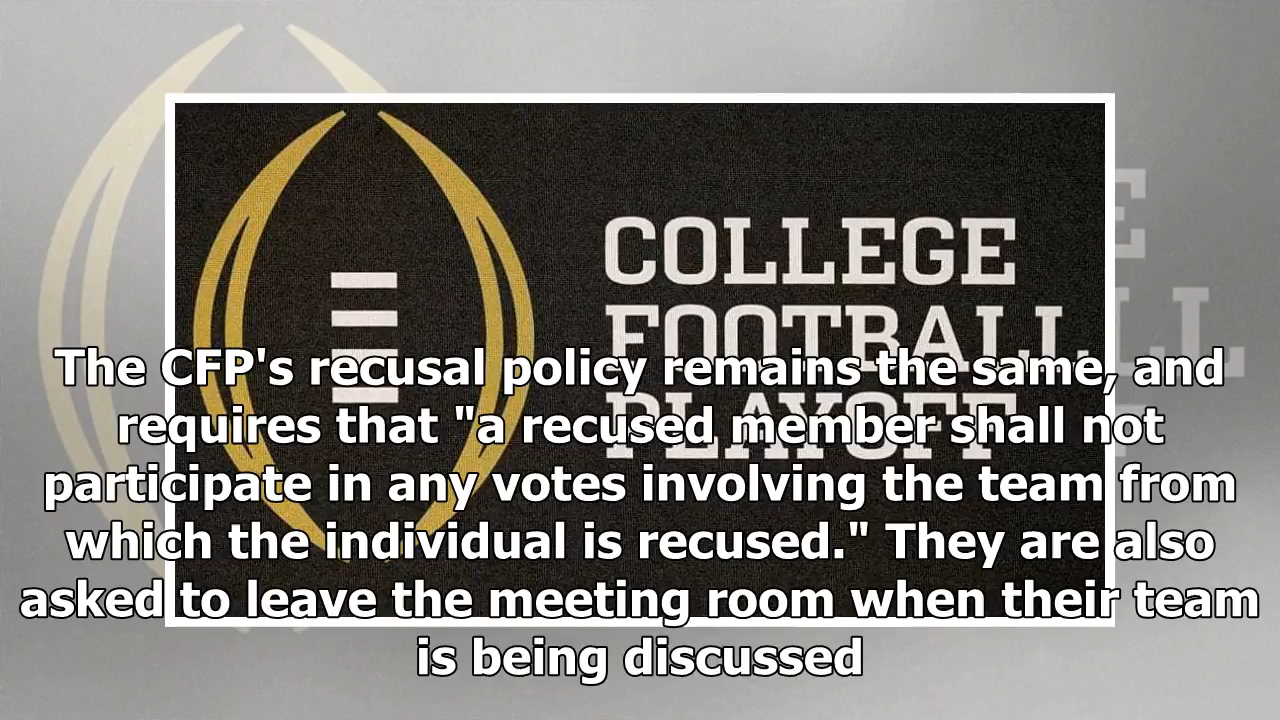 COLLEGE
FOOTBALL
PLAYOFF
The CFP's recusal policy remains the same, and
requires that "a recused member shall not
participate in any votes involving the team from
which the individual is recused." They are also
asked to leave the meeting room when their team
is being discussed